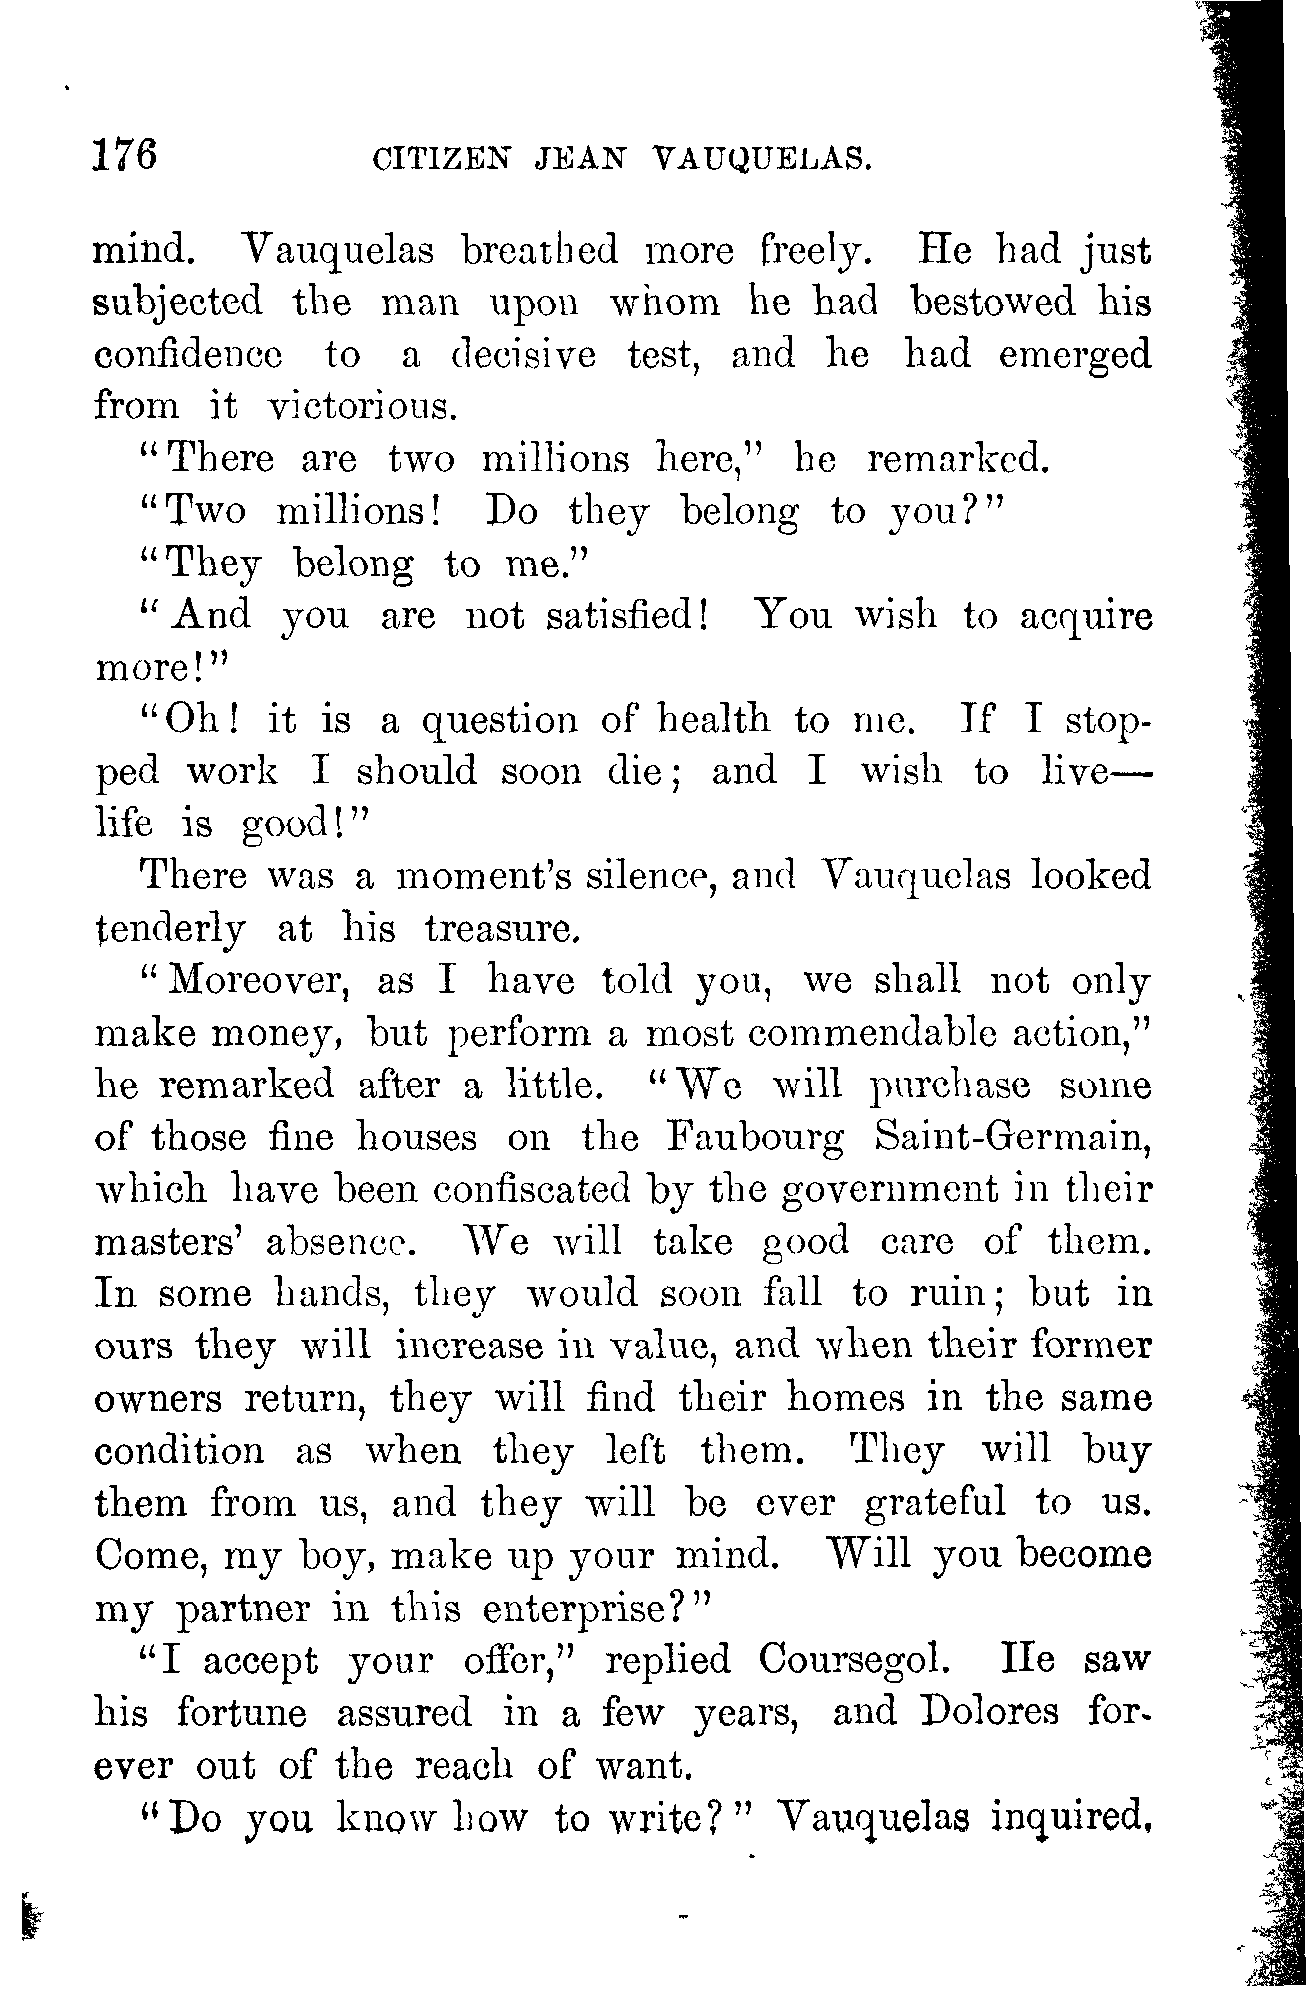 176 CITIZEN JEAN VAUQUELAS.
mind. Vauquelas breathed more freely. He had just
subjected the man upon whom he had bestowed his
confidence to a decisive test, and he had emerged
from it victorious.
"There are two millions here," he remarked.
"Two millions! Do they belong to you?"
"They belong to me."
"And you are not satisfied! You wish to acquire
more!"
"Oh! it is a question of health to me. If I stop-
ped work I should soon die; and I wish to live—
life is good!"
There was a moment's silence, and Vauquelas looked
tenderly at his treasure.
"Moreover, as I have told you, we shall not only
make money, but perform a most commendable action,"
he remarked after a little. "We will purchase some
of those fine houses on the Faubourg Saint-Germain,
which have been confiscated by the government in their
masters' absence. We will take good care of them.
In some hands, they would soon fall to ruin; but in
ours they will increase in value, and when their former
owners return, they will find their homes in the same
condition as when they left them. They will buy
them from us, and they will be ever grateful to us.
Come, my boy, make up your mind. Will you become
my partner in this enterprise?"
"I accept your offer," replied Coursegol. He saw
his fortune assured in a few years, and Dolores for-
ever out of the reach of want.
"Do you know how to write?" Vauquelas inquired,